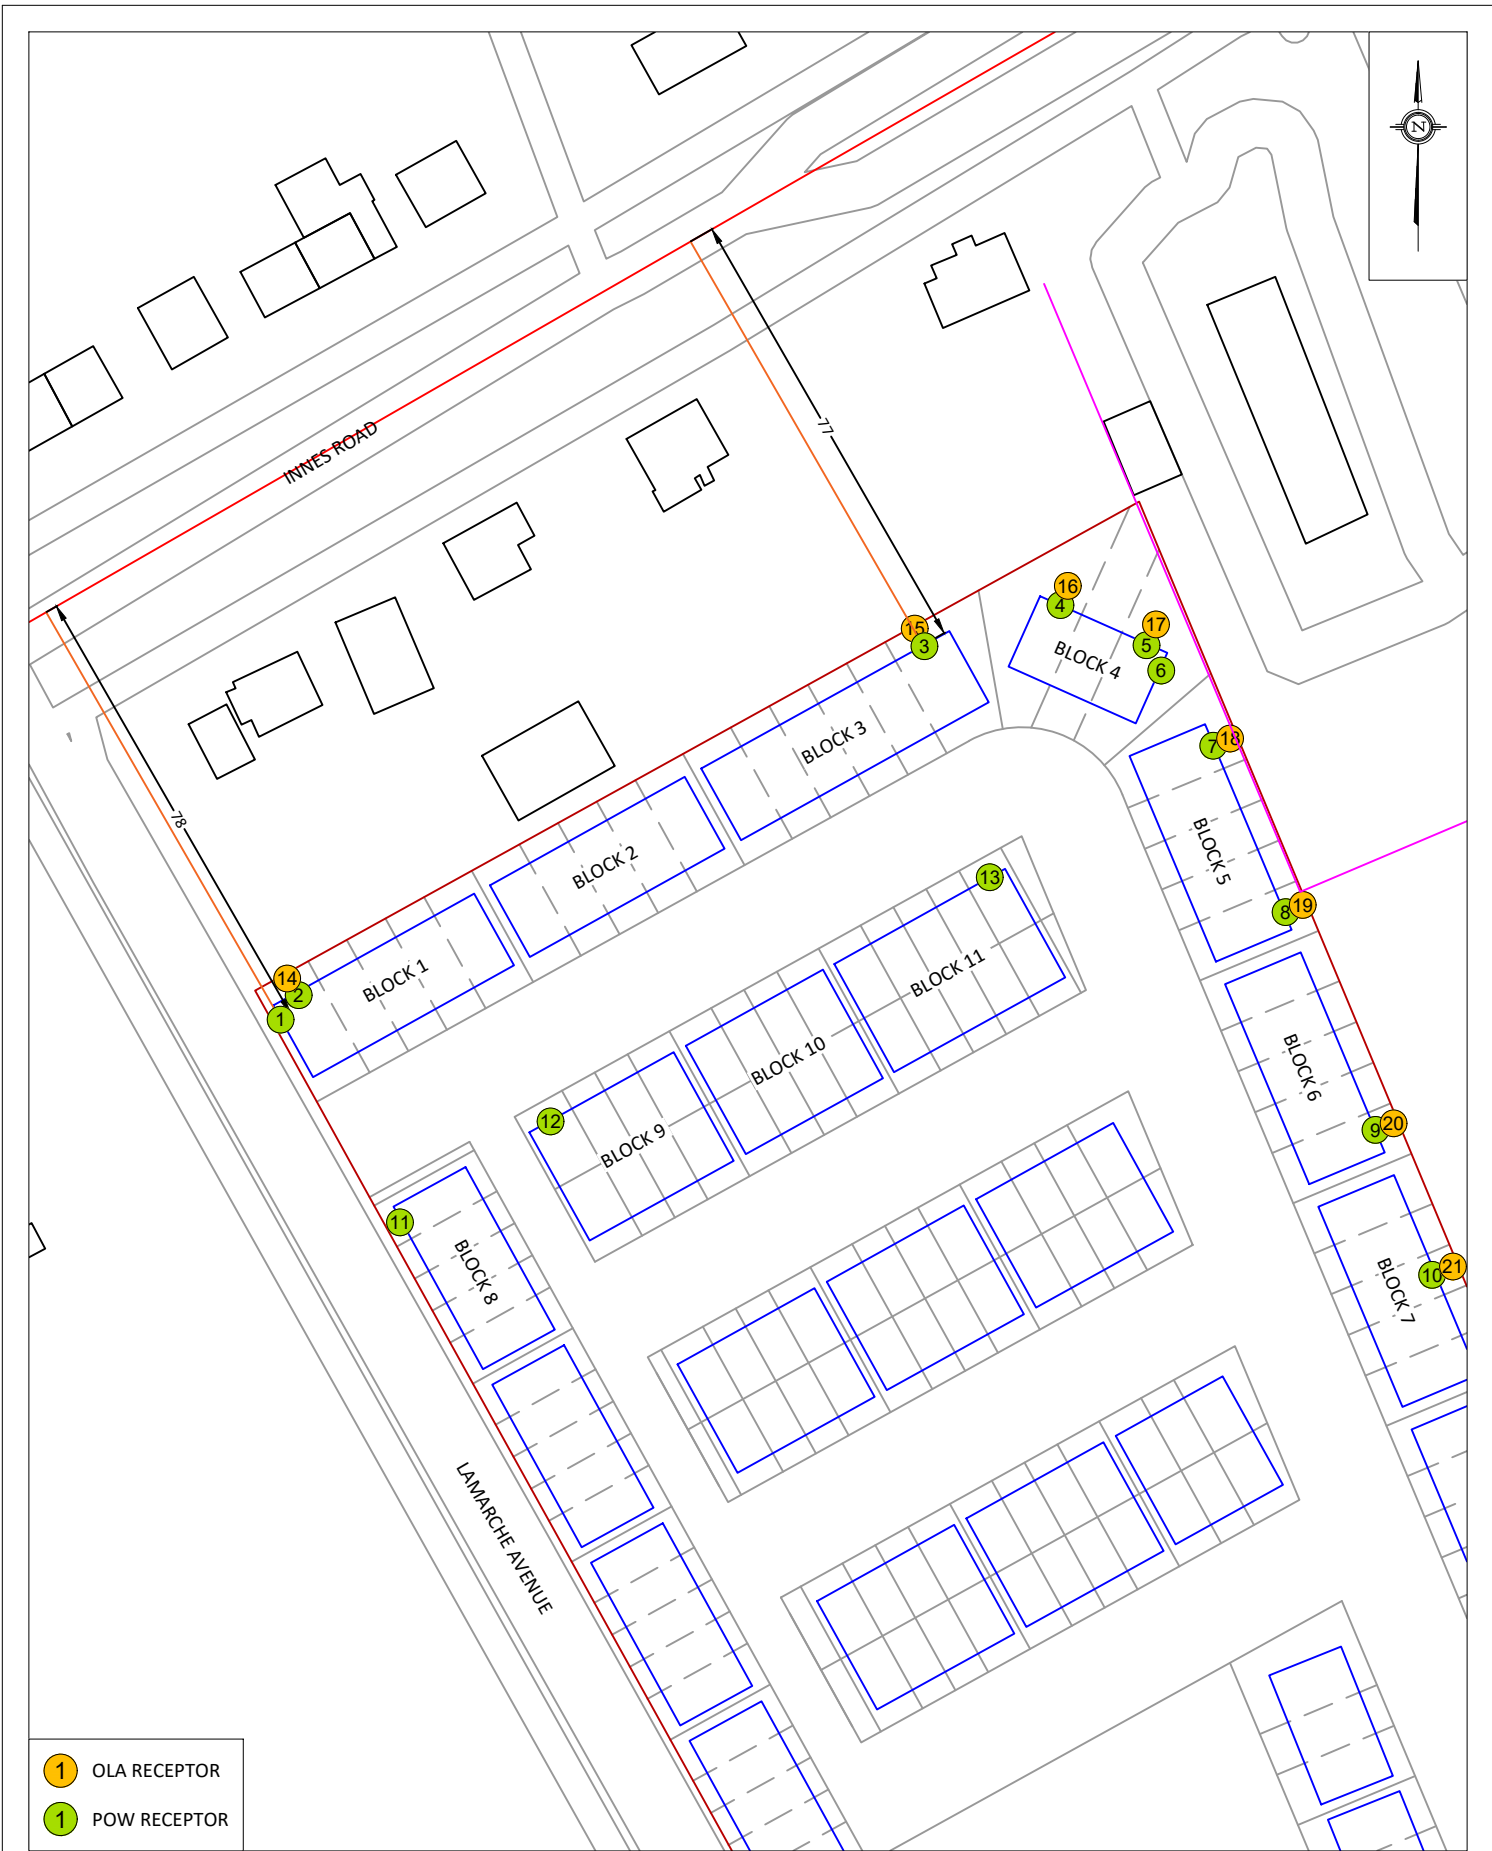 N
INNES ROAD
77
16
4
17
5
BLOCK 4
6
15
3
BLOCK 3
7
18
78
BLOCK 2
BLOCK 5
13
8
19
14
2
1
BLOCK 1
BLOCK 11
BLOCK 10
BLOCK 6
12
BLOCK 9
9
20
11
BLOCK 8
10
21
BLOCK 7
LAMARCHE AVENUE
1 OLA RECEPTOR
1 POW RECEPTOR